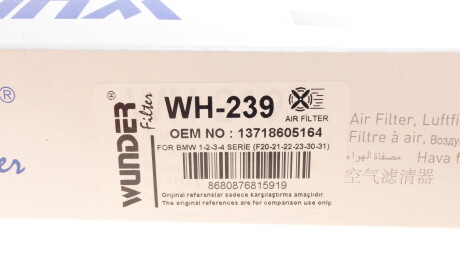 WUNDER
Filter
WH-239
AIR FİLTER
OEM NO : 13718605164
FOR BMW 1-2-3-4 SERİE (F20-21-22-23-30-31)
8680876815919
Orijinal referanslar sadece karşılaştırma amaçlıdır.
The original references are for comparison use only.
Air Filter, Luftfi
Filtre à air, Возду
مصفاة الهواء Hava f
空气滤清器
®